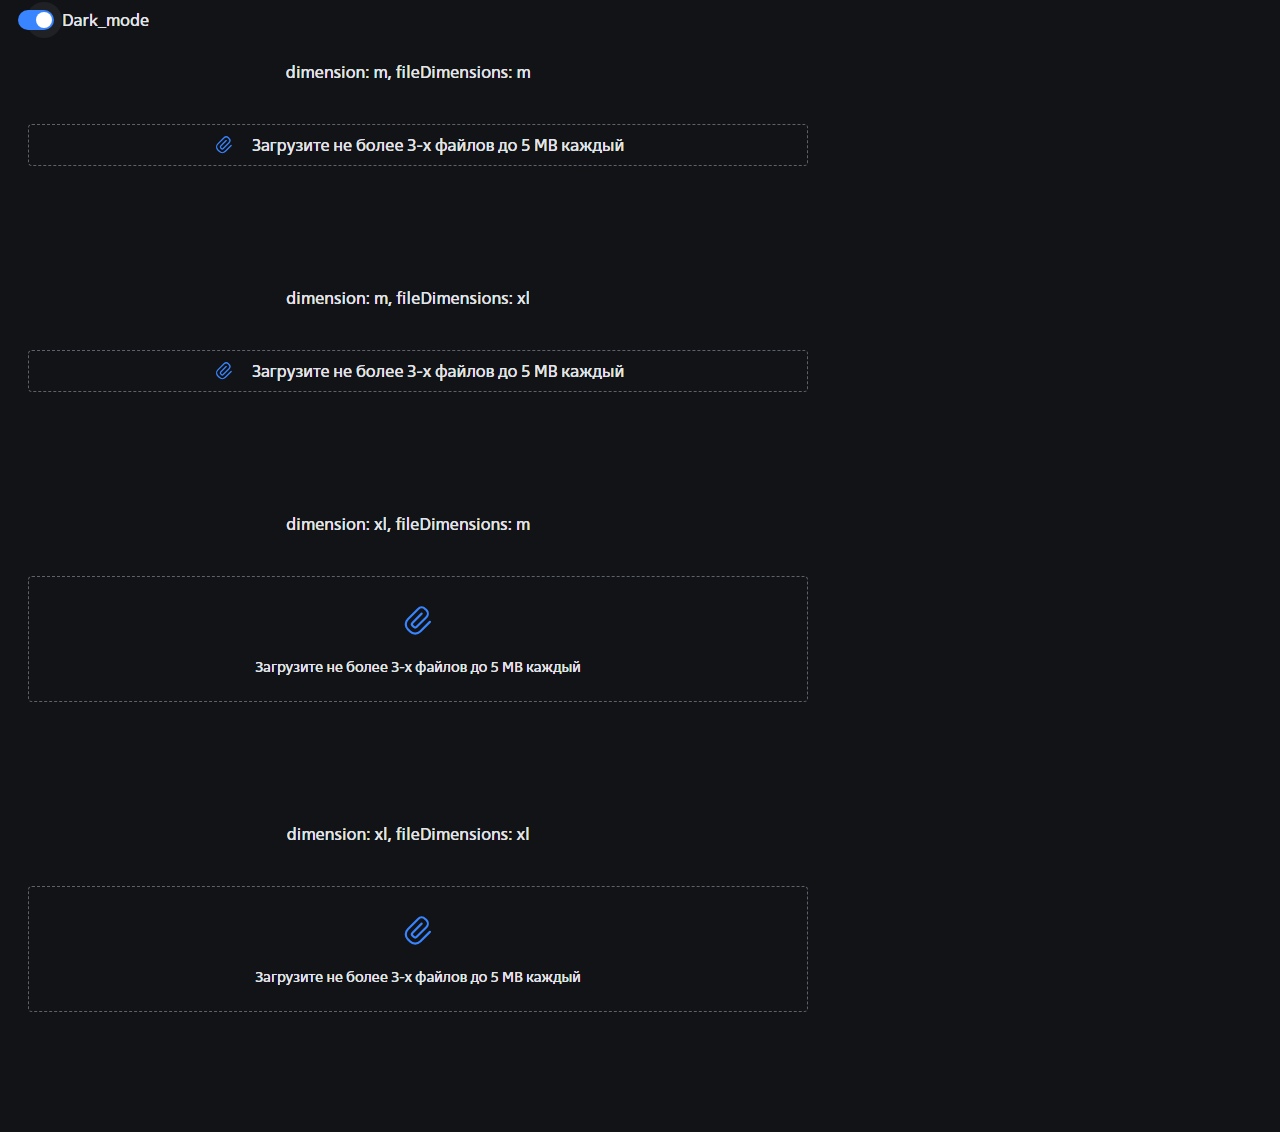 Dark_mode
dimension: m, fileDimensions: m
Загрузите не более 3-х файлов до 5 MB каждый
dimension: m, fileDimensions: xl
Загрузите не более 3-х файлов до 5 MB каждый
dimension: xl, fileDimensions: m
Загрузите не более 3-х файлов до 5 MB каждый
dimension: xl, fileDimensions: xl
Загрузите не более 3-х файлов до 5 MB каждый